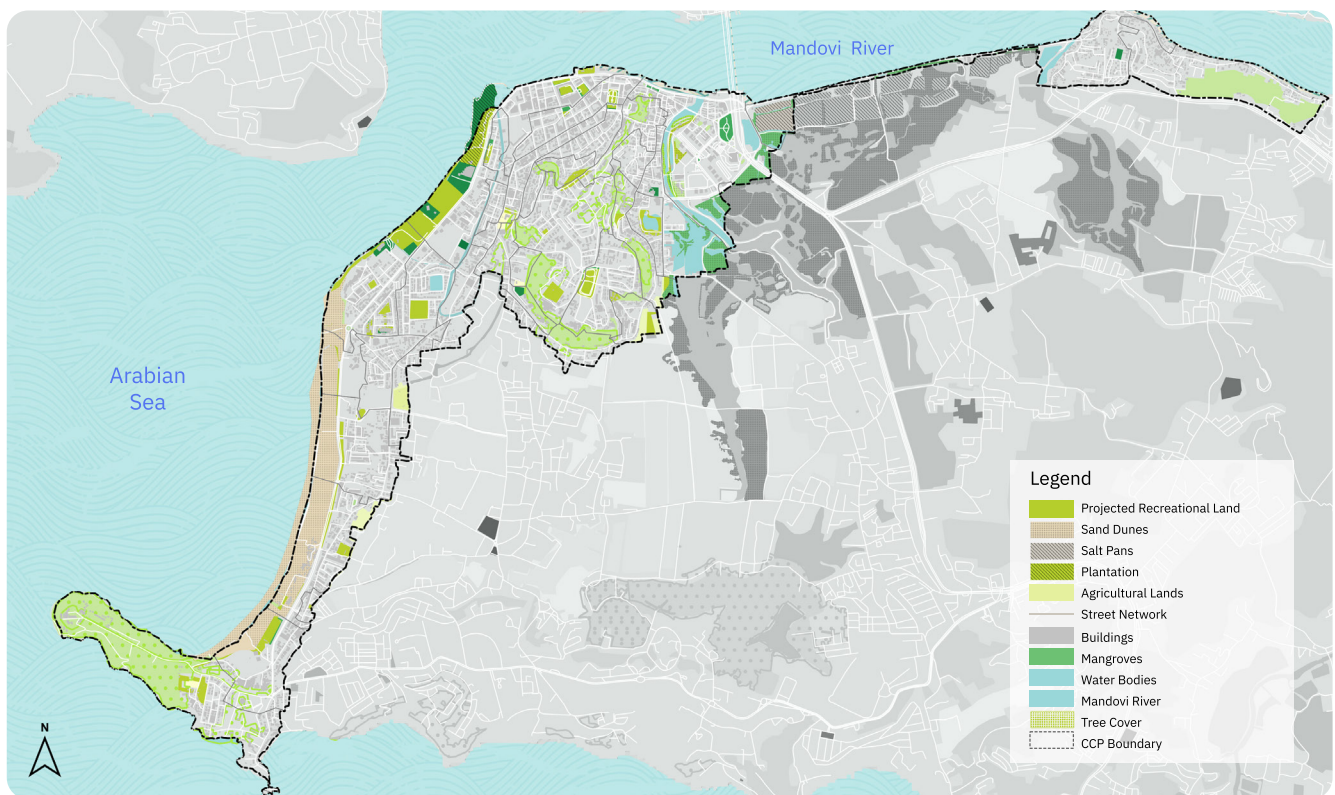 Mandovi River
Arabian
Sea
Legend
Projected Recreational Land
Sand Dunes
Salt Pans
Plantation
Agricultural Lands
Street Network
Buildings
Mangroves
Water Bodies
Mandovi River
Tree Cover
CCP Boundary
N